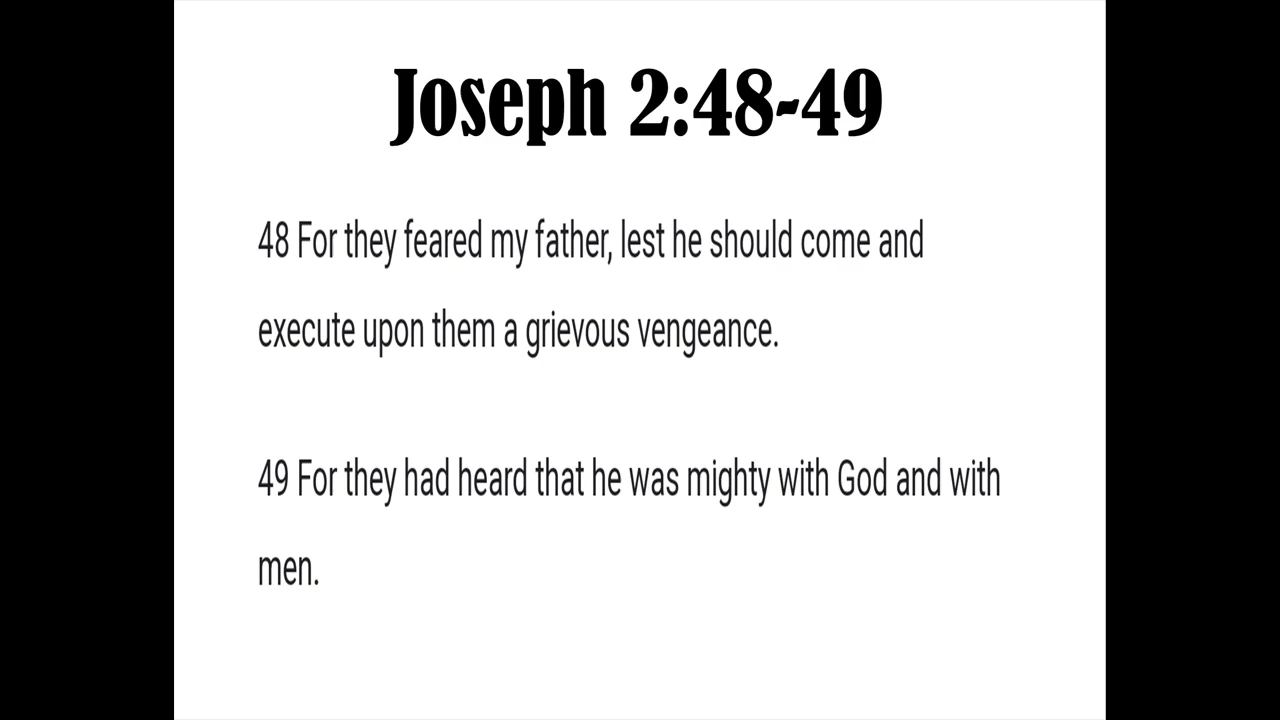 Joseph 2:48-49
48 For they feared my father, lest he should come and
execute upon them a grievous vengeance.
49 For they had heard that he was mighty with God and with
men.